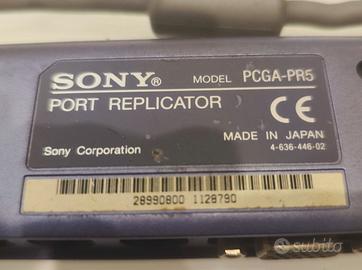 SONY® MODEL PCGA-PR5
PORT REPLICATOR CE
MADE IN JAPAN
Sony Corporation 4-636-446-02
28990800 1128790
subito